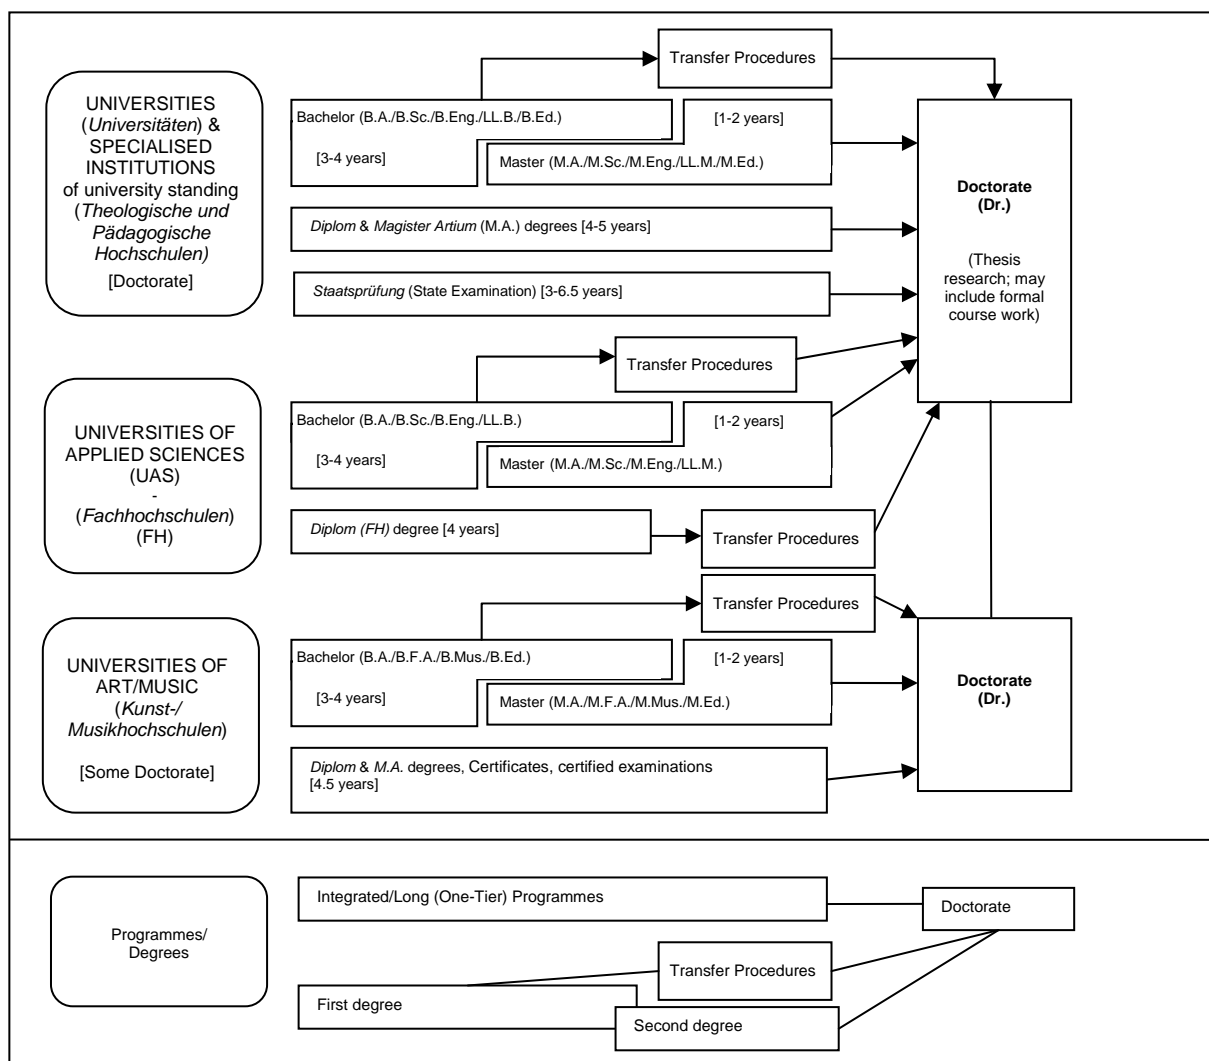 Transfer Procedures
UNIVERSITIES
(Universitäten) &
SPECIALISED
INSTITUTIONS
of university standing
(Theologische und
Pädagogische
Hochschulen)
[Doctorate]
Bachelor (B.A./B.Sc./B.Eng./LL.B./B.Ed.)
[3-4 years]
[1-2 years]
Master (M.A./M.Sc./M.Eng./LL.M./M.Ed.)
Diplom & Magister Artium (M.A.) degrees [4-5 years]
Staatsprüfung (State Examination) [3-6.5 years]
Doctorate
(Dr.)
(Thesis
research; may
include formal
course work)
Transfer Procedures
UNIVERSITIES OF
APPLIED SCIENCES
(UAS)
-
(Fachhochschulen)
(FH)
Bachelor (B.A./B.Sc./B.Eng./LL.B.)
[3-4 years]
[1-2 years]
Master (M.A./M.Sc./M.Eng./LL.M.)
Diplom (FH) degree [4 years]
Transfer Procedures
Transfer Procedures
UNIVERSITIES OF
ART/MUSIC
(Kunst-/
Musikhochschulen)
[Some Doctorate]
Bachelor (B.A./B.F.A./B.Mus./B.Ed.)
[3-4 years]
[1-2 years]
Master (M.A./M.F.A./M.Mus./M.Ed.)
Diplom & M.A. degrees, Certificates, certified examinations
[4.5 years]
Doctorate
(Dr.)
Programmes/
Degrees
Integrated/Long (One-Tier) Programmes
Doctorate
Transfer Procedures
First degree
Second degree